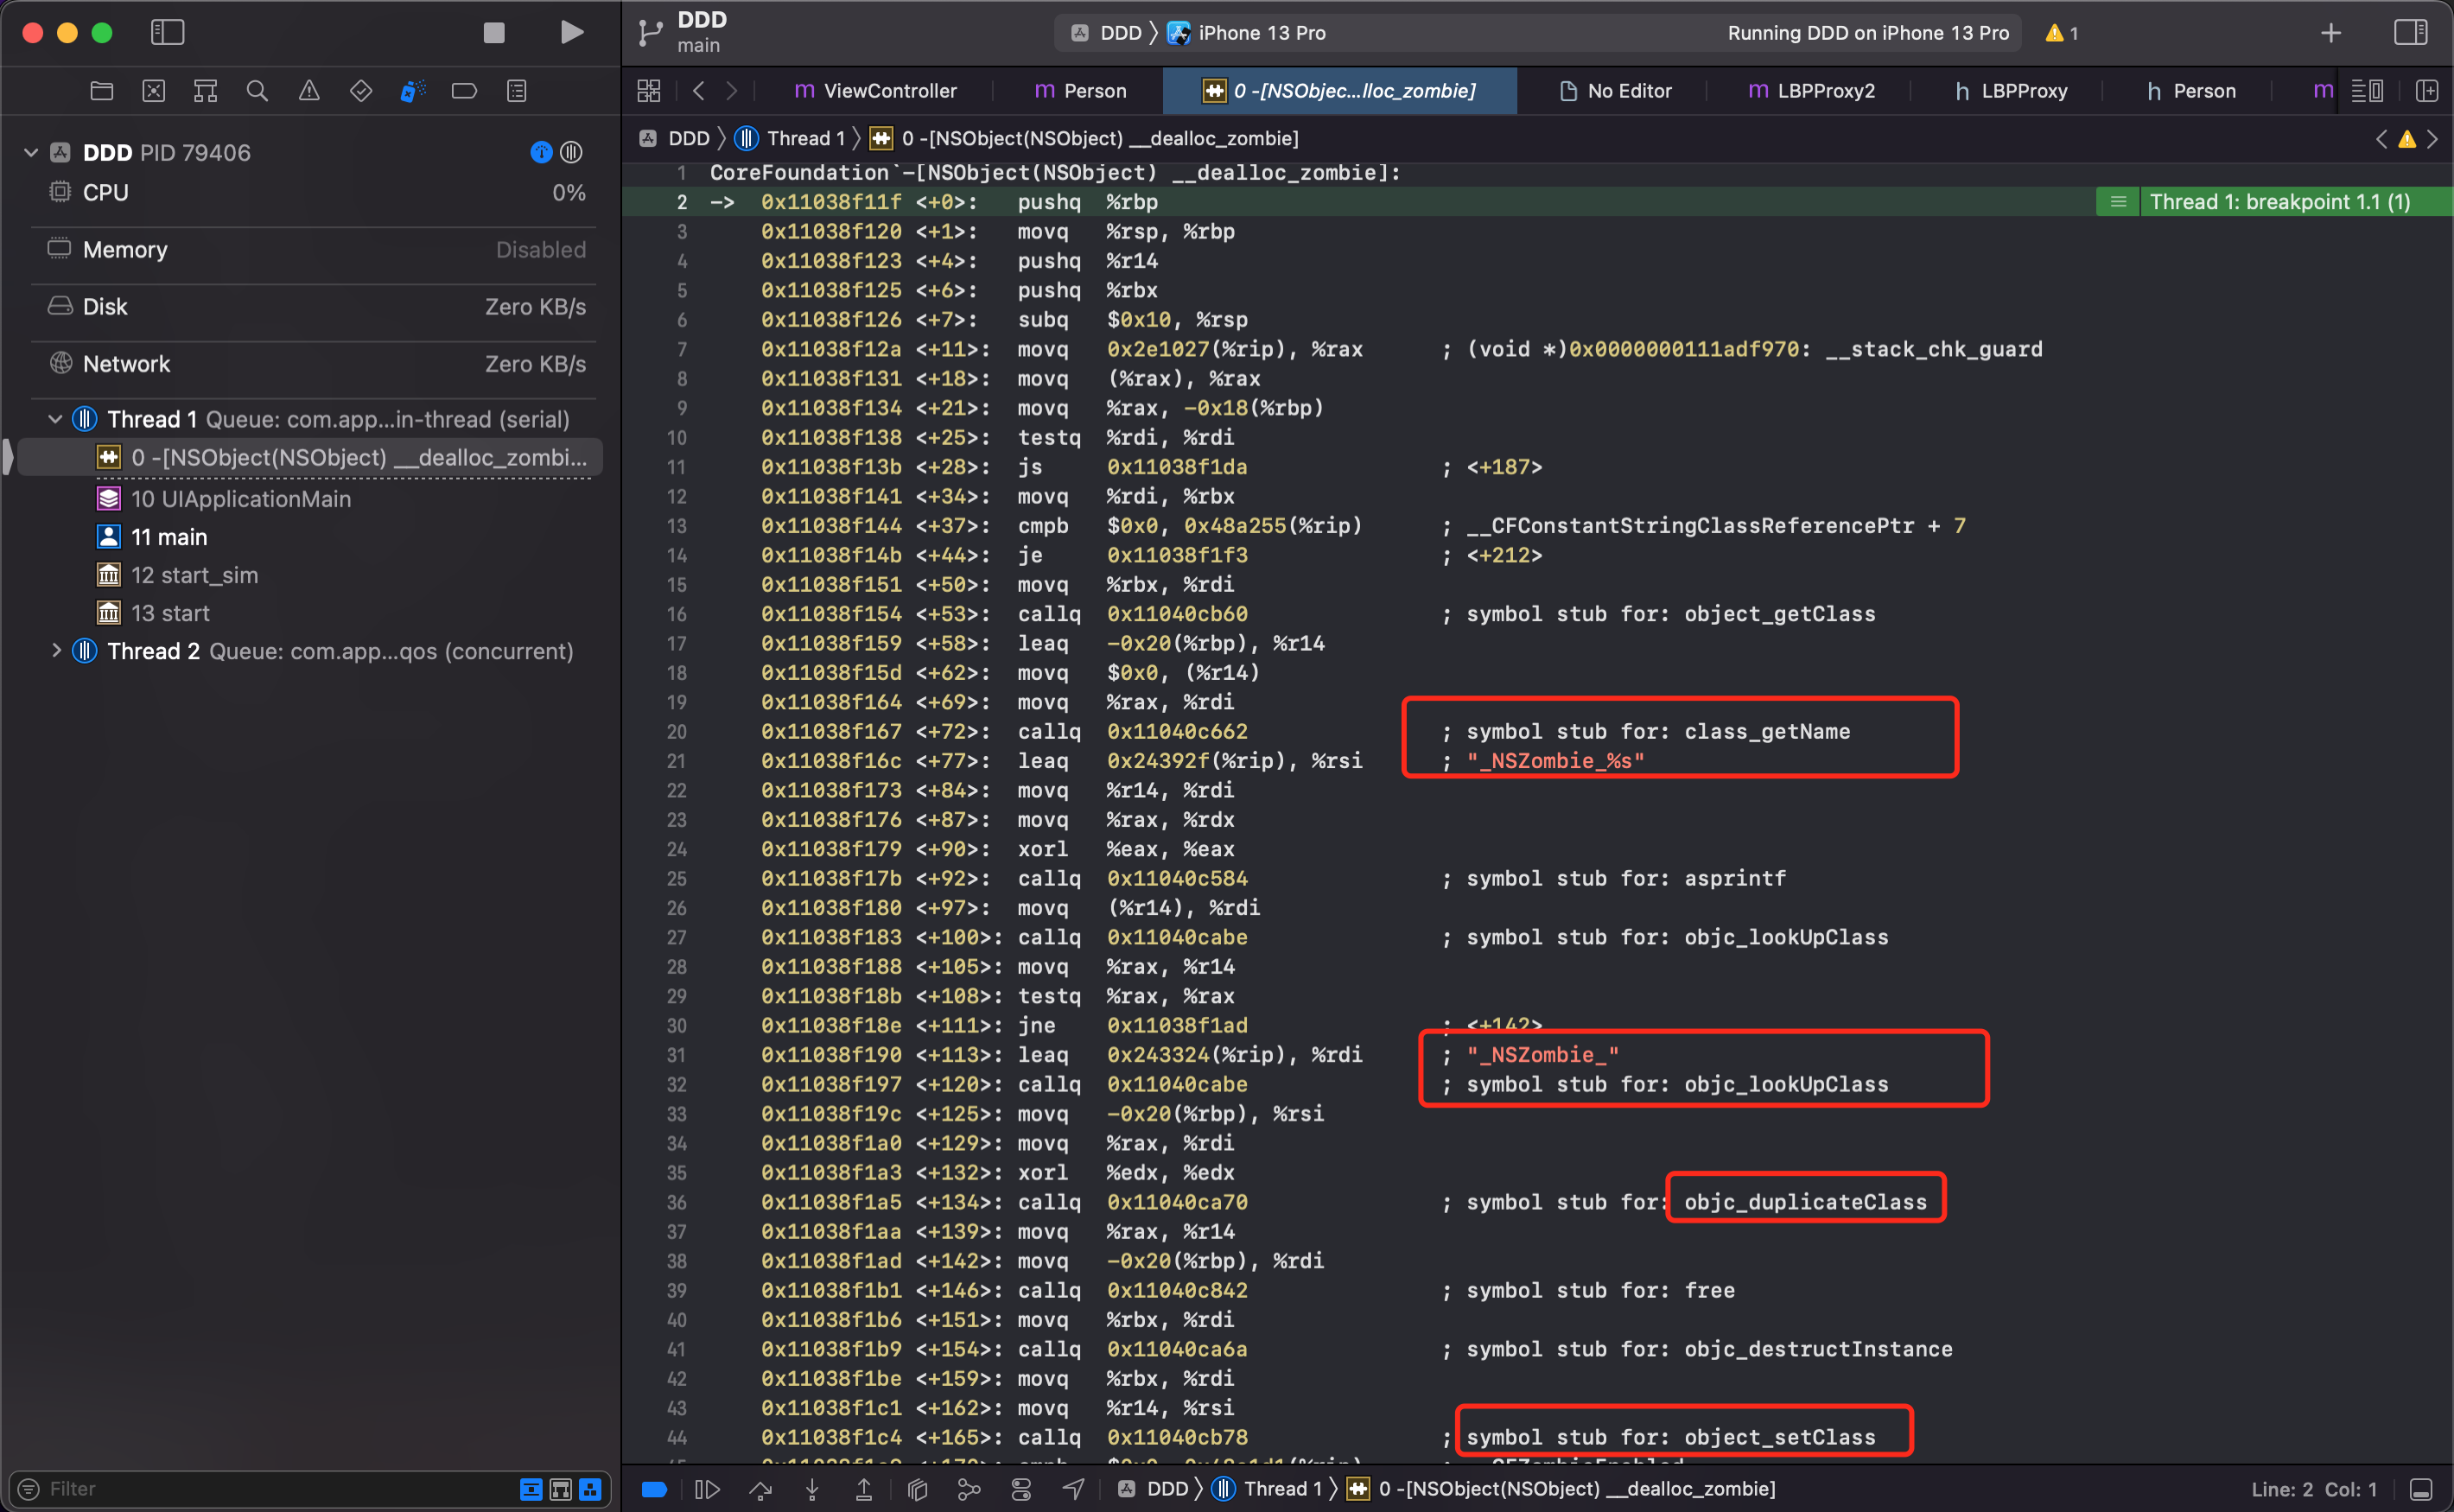 DDD
main
DDD 〉 iPhone 13 Pro
Running DDD on iPhone 13 Pro
1
m ViewController
m Person
0 -[NSObjec...lloc_zombie]
No Editor
m LBPProxy2
h LBPProxy
h Person
m
DDD 〉 Thread 1 〉 0 -[NSObject(NSObject) __dealloc_zombie]
DDD PID 79406
CPU 0%
Memory Disabled
Disk Zero KB/s
Network Zero KB/s
Thread 1 Queue: com.app...in-thread (serial)
0 -[NSObject(NSObject) __dealloc_zombi...
10 UIApplicationMain
11 main
12 start_sim
13 start
Thread 2 Queue: com.app...qos (concurrent)
Filter
1 CoreFoundation`-[NSObject(NSObject) __dealloc_zombie]:
2 -> 0x11038f11f <+0>: pushq %rbp Thread 1: breakpoint 1.1 (1)
3 0x11038f120 <+1>: movq %rsp, %rbp
4 0x11038f123 <+4>: pushq %r14
5 0x11038f125 <+6>: pushq %rbx
6 0x11038f126 <+7>: subq $0x10, %rsp
7 0x11038f12a <+11>: movq 0x2e1027(%rip), %rax ; (void *)0x0000000111adf970: __stack_chk_guard
8 0x11038f131 <+18>: movq (%rax), %rax
9 0x11038f134 <+21>: movq %rax, -0x18(%rbp)
10 0x11038f138 <+25>: testq %rdi, %rdi
11 0x11038f13b <+28>: js 0x11038f1da ; <+187>
12 0x11038f141 <+34>: movq %rdi, %rbx
13 0x11038f144 <+37>: cmpb $0x0, 0x48a255(%rip) ; __CFConstantStringClassReferencePtr + 7
14 0x11038f14b <+44>: je 0x11038f1f3 ; <+212>
15 0x11038f151 <+50>: movq %rbx, %rdi
16 0x11038f154 <+53>: callq 0x11040cb60 ; symbol stub for: object_getClass
17 0x11038f159 <+58>: leaq -0x20(%rbp), %r14
18 0x11038f15d <+62>: movq $0x0, (%r14)
19 0x11038f164 <+69>: movq %rax, %rdi
20 0x11038f167 <+72>: callq 0x11040c662 ; symbol stub for: class_getName
21 0x11038f16c <+77>: leaq 0x24392f(%rip), %rsi ; "_NSZombie_%s"
22 0x11038f173 <+84>: movq %r14, %rdi
23 0x11038f176 <+87>: movq %rax, %rdx
24 0x11038f179 <+90>: xorl %eax, %eax
25 0x11038f17b <+92>: callq 0x11040c584 ; symbol stub for: asprintf
26 0x11038f180 <+97>: movq (%r14), %rdi
27 0x11038f183 <+100>: callq 0x11040cabe ; symbol stub for: objc_lookUpClass
28 0x11038f188 <+105>: movq %rax, %r14
29 0x11038f18b <+108>: testq %rax, %rax
30 0x11038f18e <+111>: jne 0x11038f1ad ; <+142>
31 0x11038f190 <+113>: leaq 0x243324(%rip), %rdi ; "_NSZombie_"
32 0x11038f197 <+120>: callq 0x11040cabe ; symbol stub for: objc_lookUpClass
33 0x11038f19c <+125>: movq -0x20(%rbp), %rsi
34 0x11038f1a0 <+129>: movq %rax, %rdi
35 0x11038f1a3 <+132>: xorl %edx, %edx
36 0x11038f1a5 <+134>: callq 0x11040ca70 ; symbol stub for: objc_duplicateClass
37 0x11038f1aa <+139>: movq %rax, %r14
38 0x11038f1ad <+142>: movq -0x20(%rbp), %rdi
39 0x11038f1b1 <+146>: callq 0x11040c842 ; symbol stub for: free
40 0x11038f1b6 <+151>: movq %rbx, %rdi
41 0x11038f1b9 <+154>: callq 0x11040ca6a ; symbol stub for: objc_destructInstance
42 0x11038f1be <+159>: movq %rbx, %rdi
43 0x11038f1c1 <+162>: movq %r14, %rsi
44 0x11038f1c4 <+165>: callq 0x11040cb78 ; symbol stub for: object_setClass
DDD 〉 Thread 1 〉 0 -[NSObject(NSObject) __dealloc_zombie]
Line: 2 Col: 1